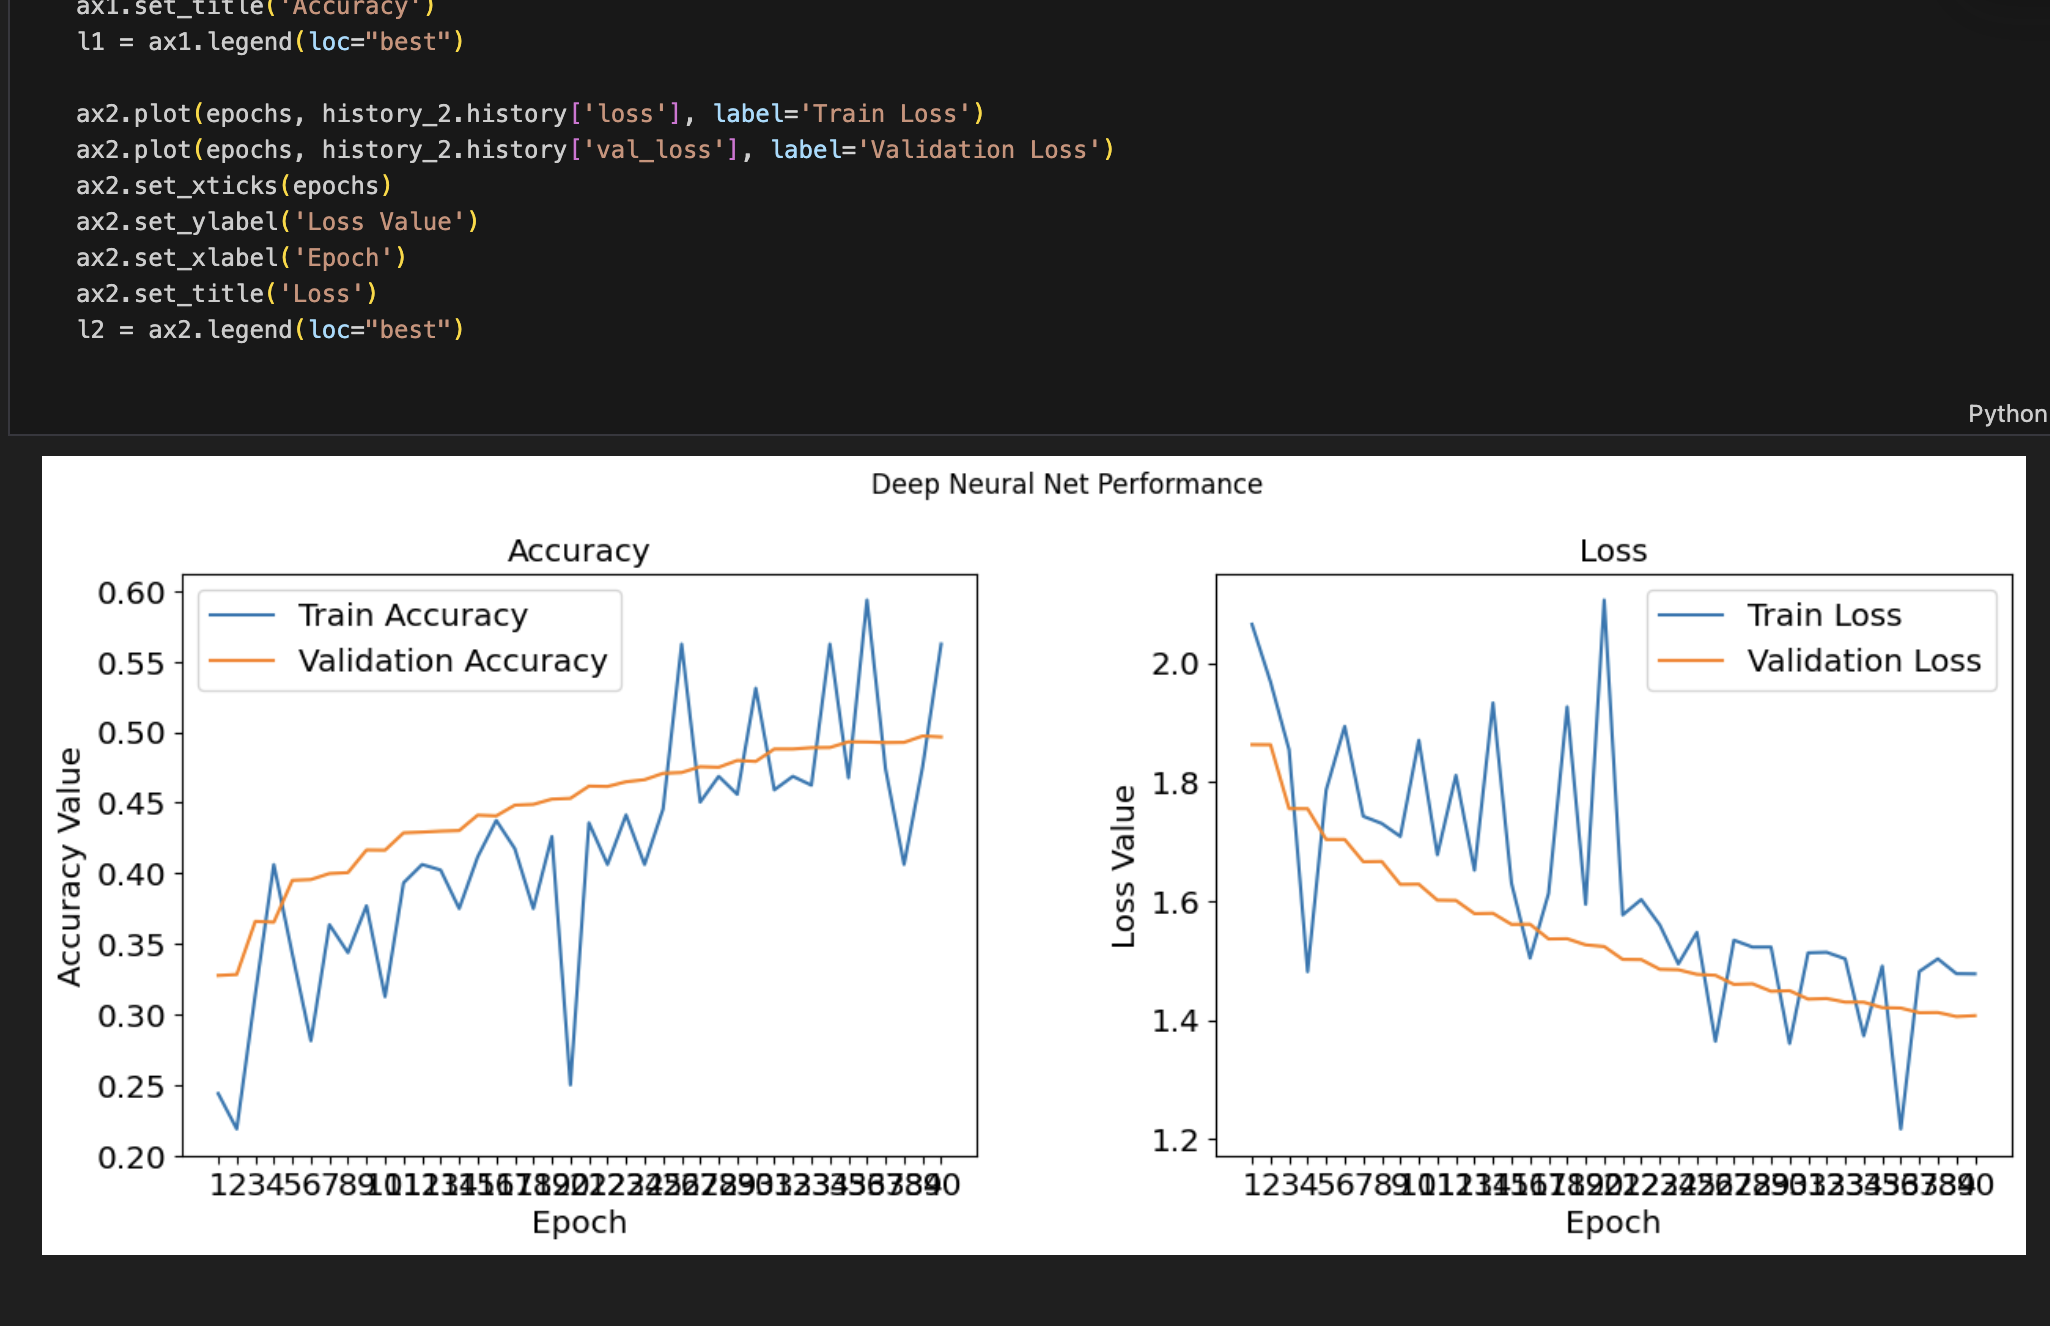 ax1.set_title('Accuracy')
l1 = ax1.legend(loc="best")
ax2.plot(epochs, history_2.history['loss'], label='Train Loss')
ax2.plot(epochs, history_2.history['val_loss'], label='Validation Loss')
ax2.set_xticks(epochs)
ax2.set_ylabel('Loss Value')
ax2.set_xlabel('Epoch')
ax2.set_title('Loss')
l2 = ax2.legend(loc="best")
Python
Deep Neural Net Performance
Accuracy
Train Accuracy
Validation Accuracy
0.60
0.55
0.50
0.45
0.40
0.35
0.30
0.25
0.20
Accuracy Value
Epoch
Loss
Train Loss
Validation Loss
2.0
1.8
1.6
1.4
1.2
Loss Value
Epoch